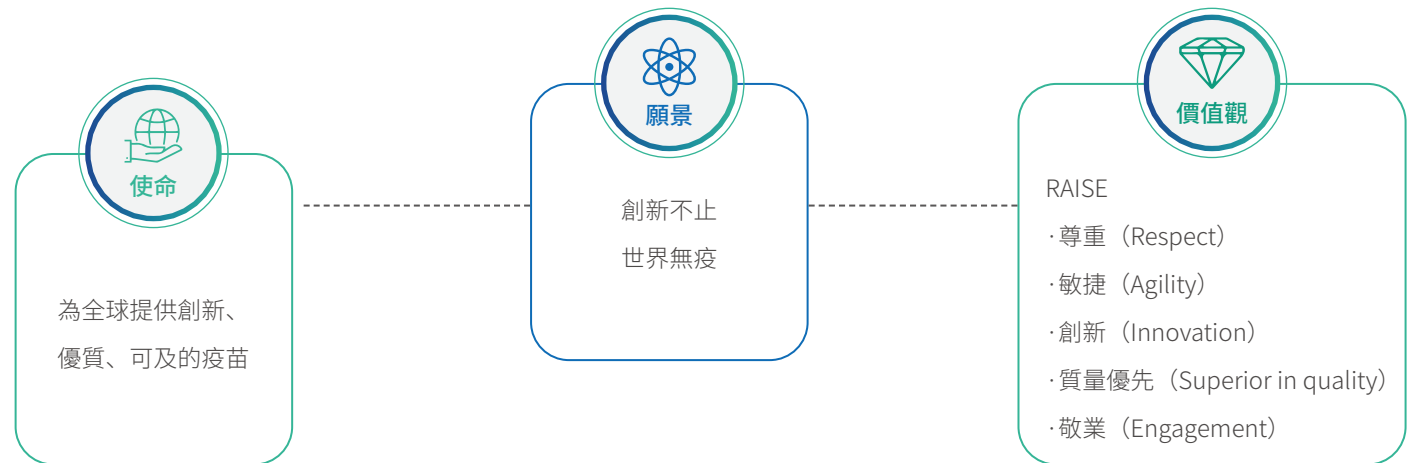 使命
為全球提供創新、
優質、可及的疫苗
願景
創新不止
世界無疫
價值觀
RAISE
·尊重（Respect）
·敏捷（Agility）
·創新（Innovation）
·質量優先（Superior in quality）
·敬業（Engagement）